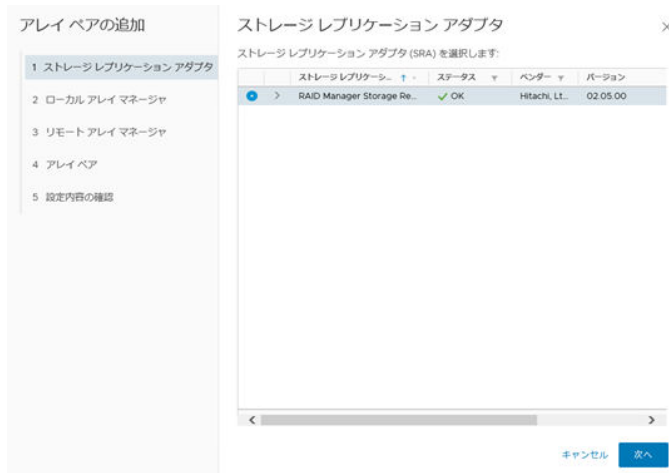 アレイ ペアの追加
1 ストレージ レプリケーション アダプタ
2 ローカル アレイ マネージャ
3 リモート アレイ マネージャ
4 アレイ ペア
5 設定内容の確認
ストレージ レプリケーション アダプタ
ストレージ レプリケーション アダプタ (SRA) を選択します:
ストレージ レプリケーシ... ステータス ベンダー バージョン
RAID Manager Storage Re... OK Hitachi, Lt... 02.05.00
キャンセル 次へ